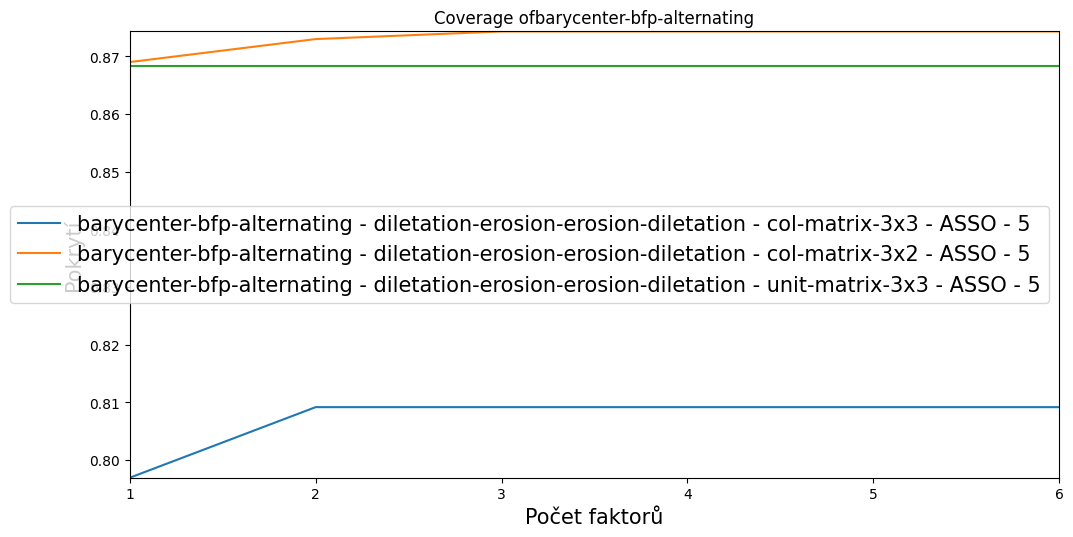 Coverage ofbarycenter-bfp-alternating
0.87
0.86
0.85
barycenter-bfp-alternating - diletation-erosion-erosion-diletation - col-matrix-3x3 - ASSO - 5
barycenter-bfp-alternating - diletation-erosion-erosion-diletation - col-matrix-3x2 - ASSO - 5
barycenter-bfp-alternating - diletation-erosion-erosion-diletation - unit-matrix-3x3 - ASSO - 5
Pokrytí
0.82
0.81
0.80
1 2 3 4 5 6
Počet faktorů